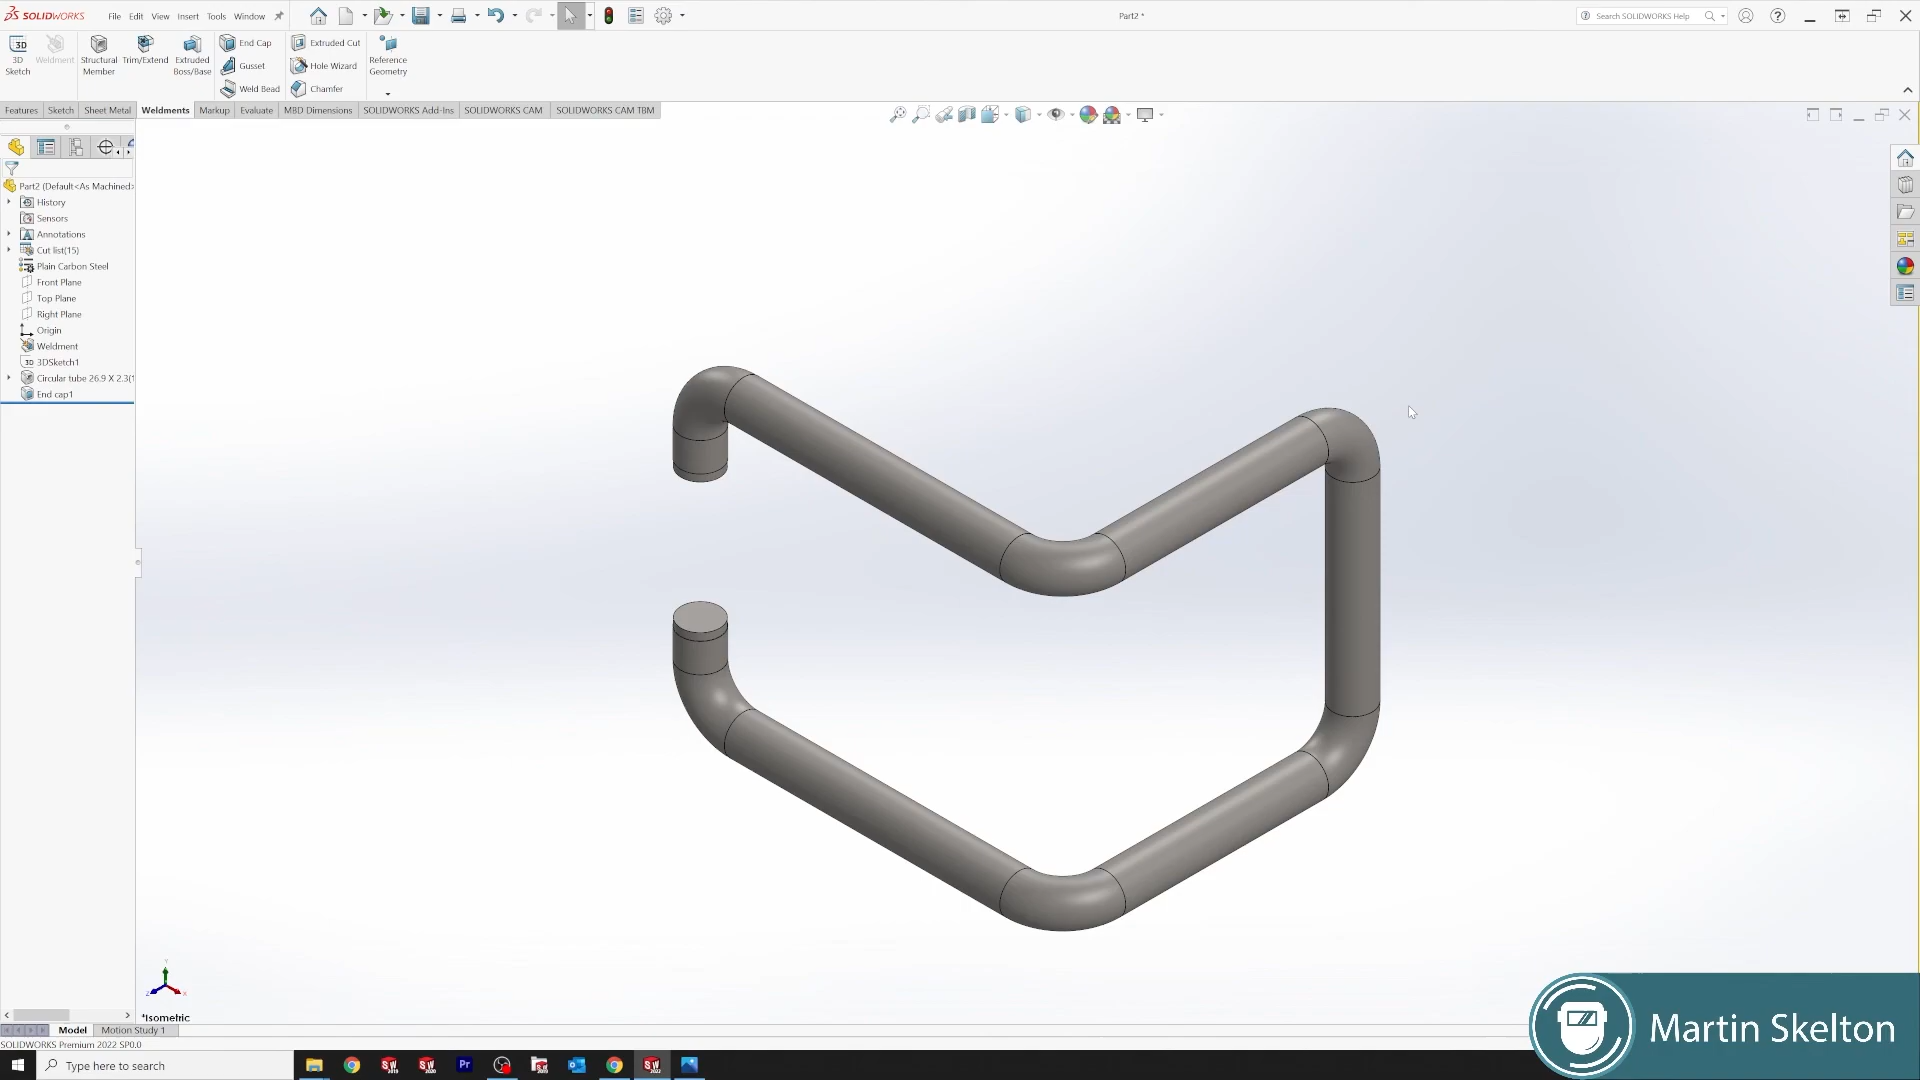 SOLIDWORKS File Edit View Insert Tools Window Part2 * Search SOLIDWORKS Help
3D Sketch
Weldment
Structural Member
Trim/Extend
Extruded Boss/Base
End Cap
Gusset
Weld Bead
Extruded Cut
Hole Wizard
Chamfer
Reference Geometry
Features Sketch Sheet Metal Weldments Markup Evaluate MBD Dimensions SOLIDWORKS Add-Ins SOLIDWORKS CAM SOLIDWORKS CAM TBM
Part2 (Default<As Machined>
History
Sensors
Annotations
Cut list(15)
Plain Carbon Steel
Front Plane
Top Plane
Right Plane
Origin
Weldment
3D 3DSketch1
Circular tube 26.9 X 2.3(1
End cap1
*Isometric
Model Motion Study 1
SOLIDWORKS Premium 2022 SP0.0
Type here to search
Martin Skelton